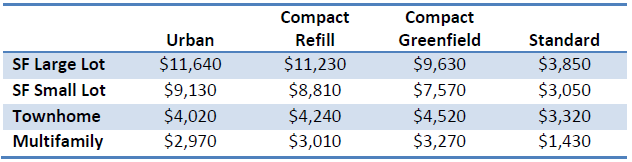 Urban Compact Refill Compact Greenfield Standard
SF Large Lot $11,640 $11,230 $9,630 $3,850
SF Small Lot $9,130 $8,810 $7,570 $3,050
Townhome $4,020 $4,240 $4,520 $3,320
Multifamily $2,970 $3,010 $3,270 $1,430